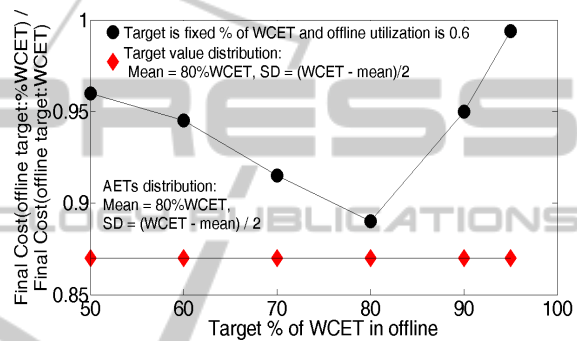 Final Cost(offline target:%WCET) /
Final Cost(offline target:WCET)
1
0.95
0.9
0.85
Target is fixed % of WCET and offline utilization is 0.6
Target value distribution:
Mean = 80%WCET, SD = (WCET - mean)/2
PRESS
AETs distribution:
Mean = 80%WCET,
SD = (WCET - mean) / 2
PUBLICATIONS
50 60 70 80 90 100
Target % of WCET in offline